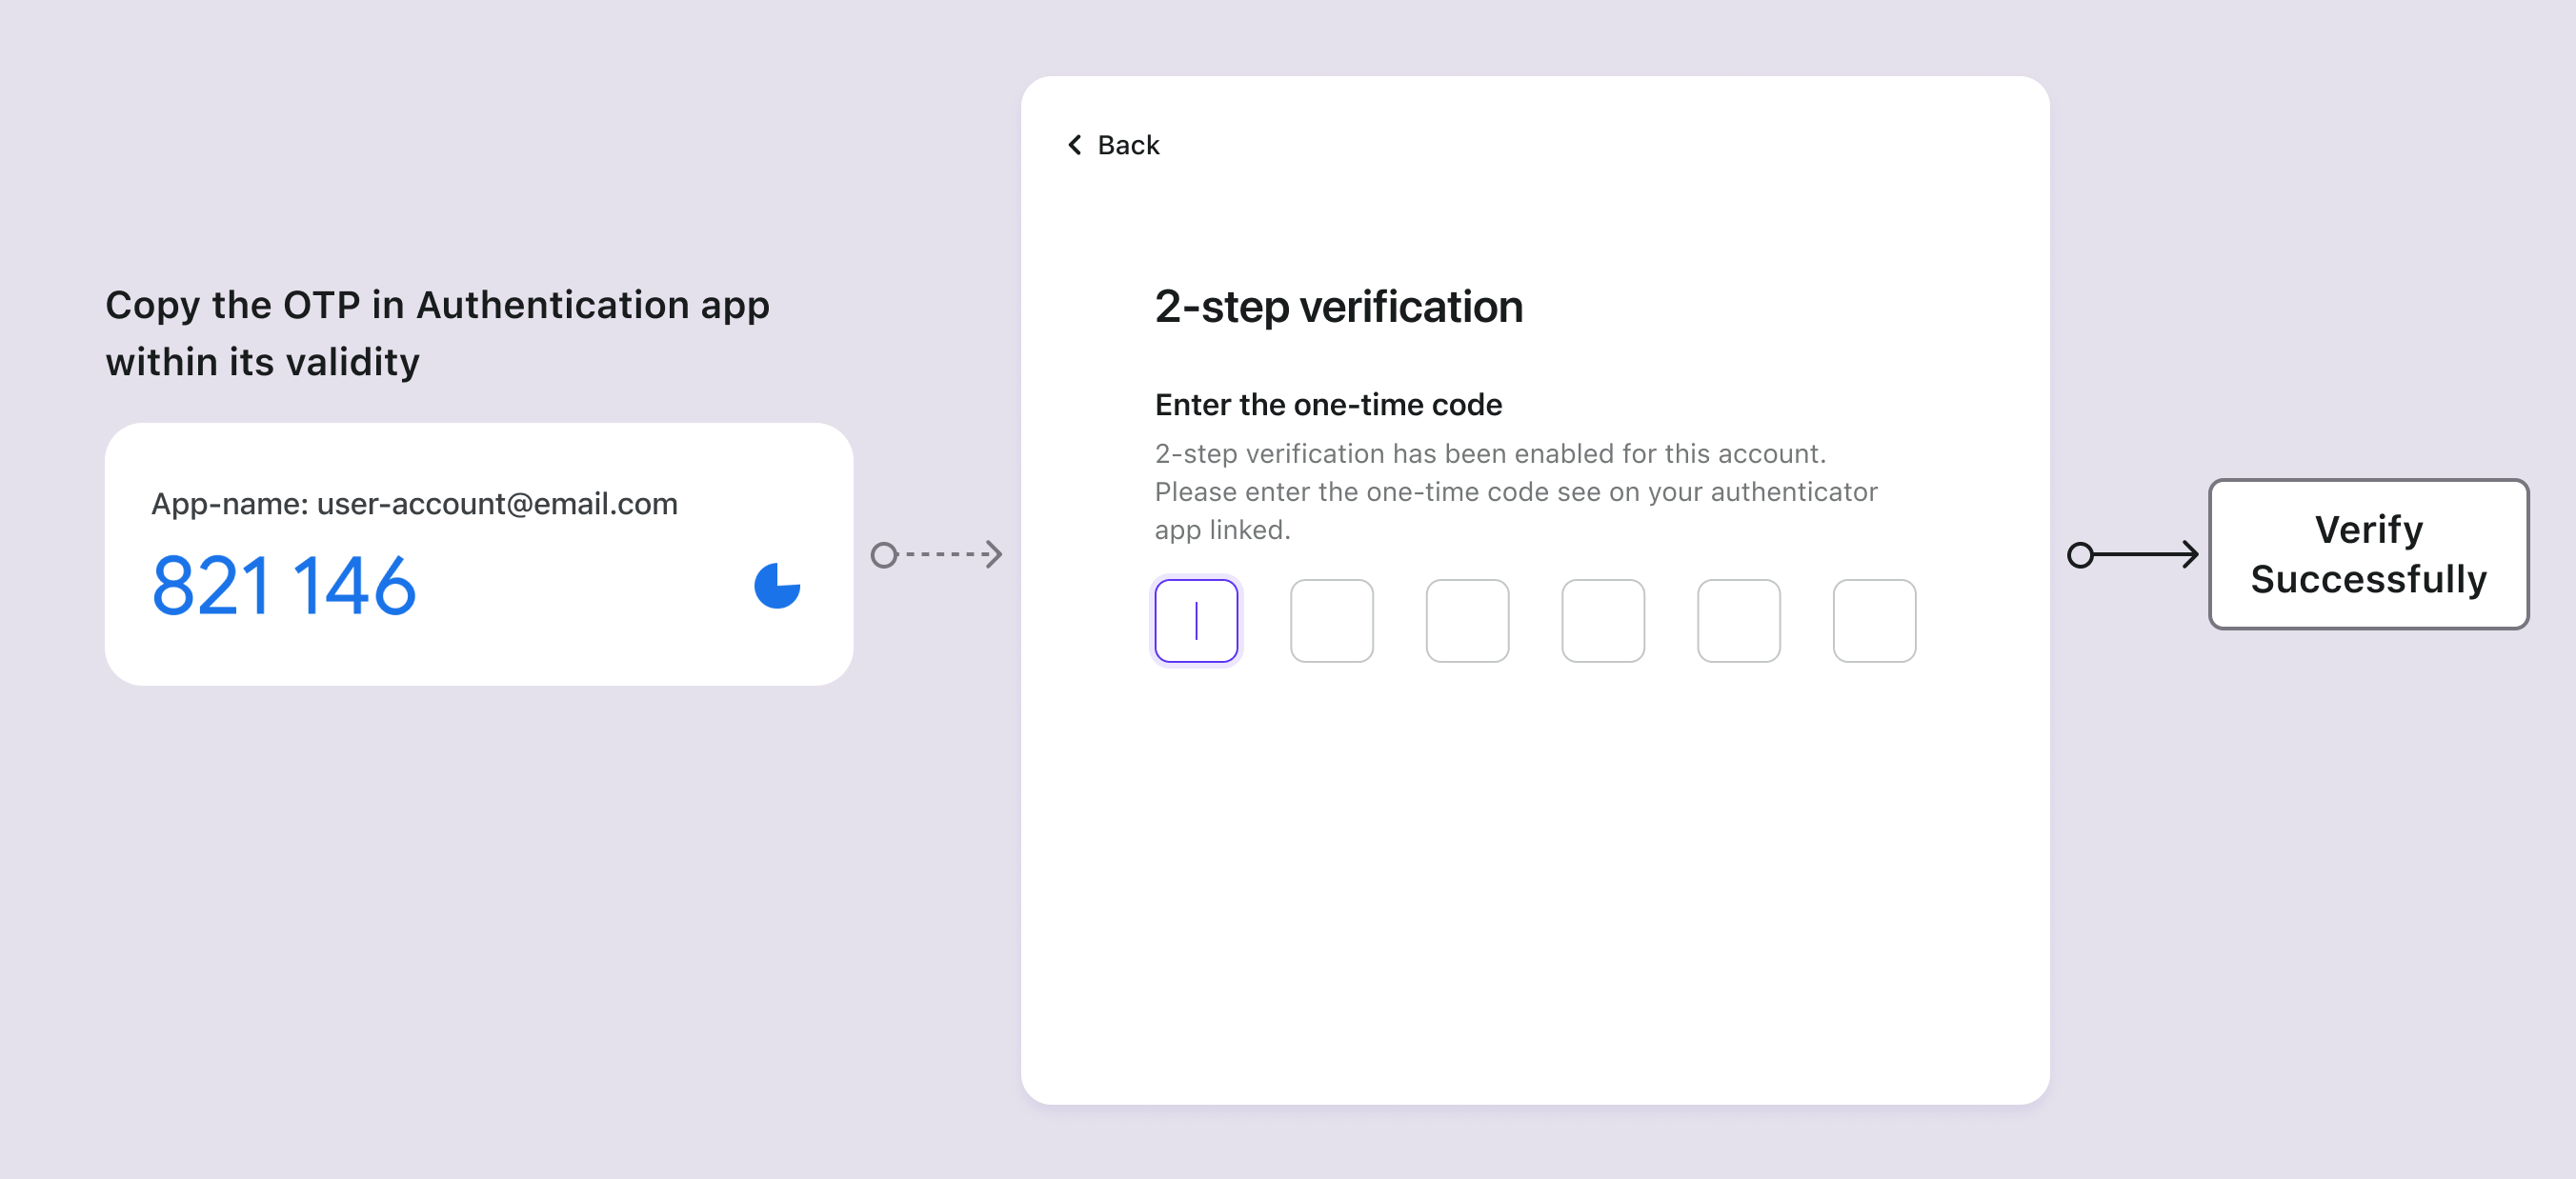 Copy the OTP in Authentication app
within its validity
App-name: user-account@email.com
821 146
Back
2-step verification
Enter the one-time code
2-step verification has been enabled for this account.
Please enter the one-time code see on your authenticator
app linked.
Verify
Successfully